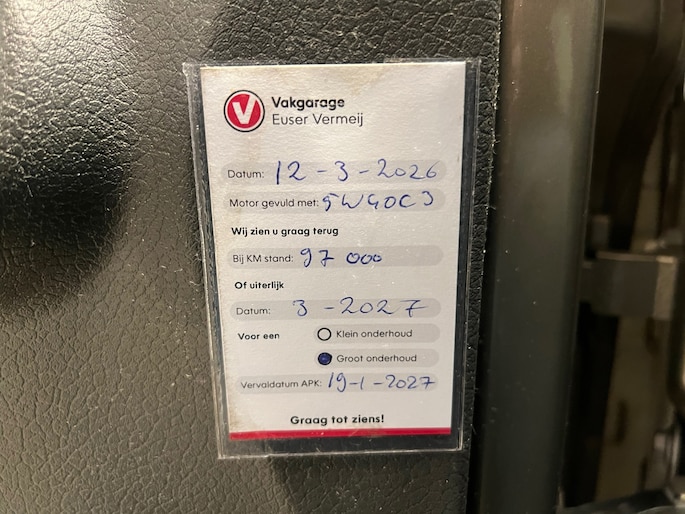 V
Vakgarage
Euser Vermeij
Datum: 12-3-2026
Motor gevuld met: 5W40C3
Wij zien u graag terug
Bij KM stand: 97 000
Of uiterlijk
Datum: 3-2027
Voor een Klein onderhoud
Groot onderhoud
Vervaldatum APK: 19-1-2027
Graag tot ziens!